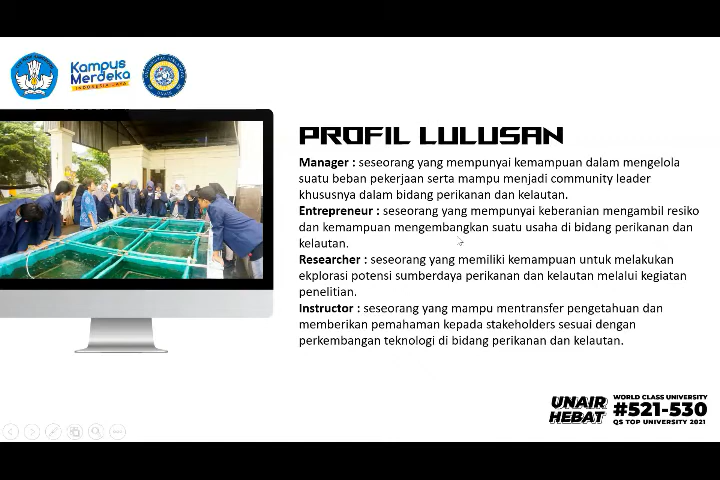 Kampus
Merdeka
INDONESIA JAYA
PROFIL LULUSAN
Manager : seseorang yang mempunyai kemampuan dalam mengelola
suatu beban pekerjaan serta mampu menjadi community leader
khususnya dalam bidang perikanan dan kelautan.
Entrepreneur : seseorang yang mempunyai keberanian mengambil resiko
dan kemampuan mengembangkan suatu usaha di bidang perikanan dan
kelautan.
Researcher : seseorang yang memiliki kemampuan untuk melakukan
ekplorasi potensi sumberdaya perikanan dan kelautan melalui kegiatan
penelitian.
Instructor : seseorang yang mampu mentransfer pengetahuan dan
memberikan pemahaman kepada stakeholders sesuai dengan
perkembangan teknologi di bidang perikanan dan kelautan.
UNAIR
HEBAT
WORLD CLASS UNIVERSITY
#521-530
QS TOP UNIVERSITY 2021